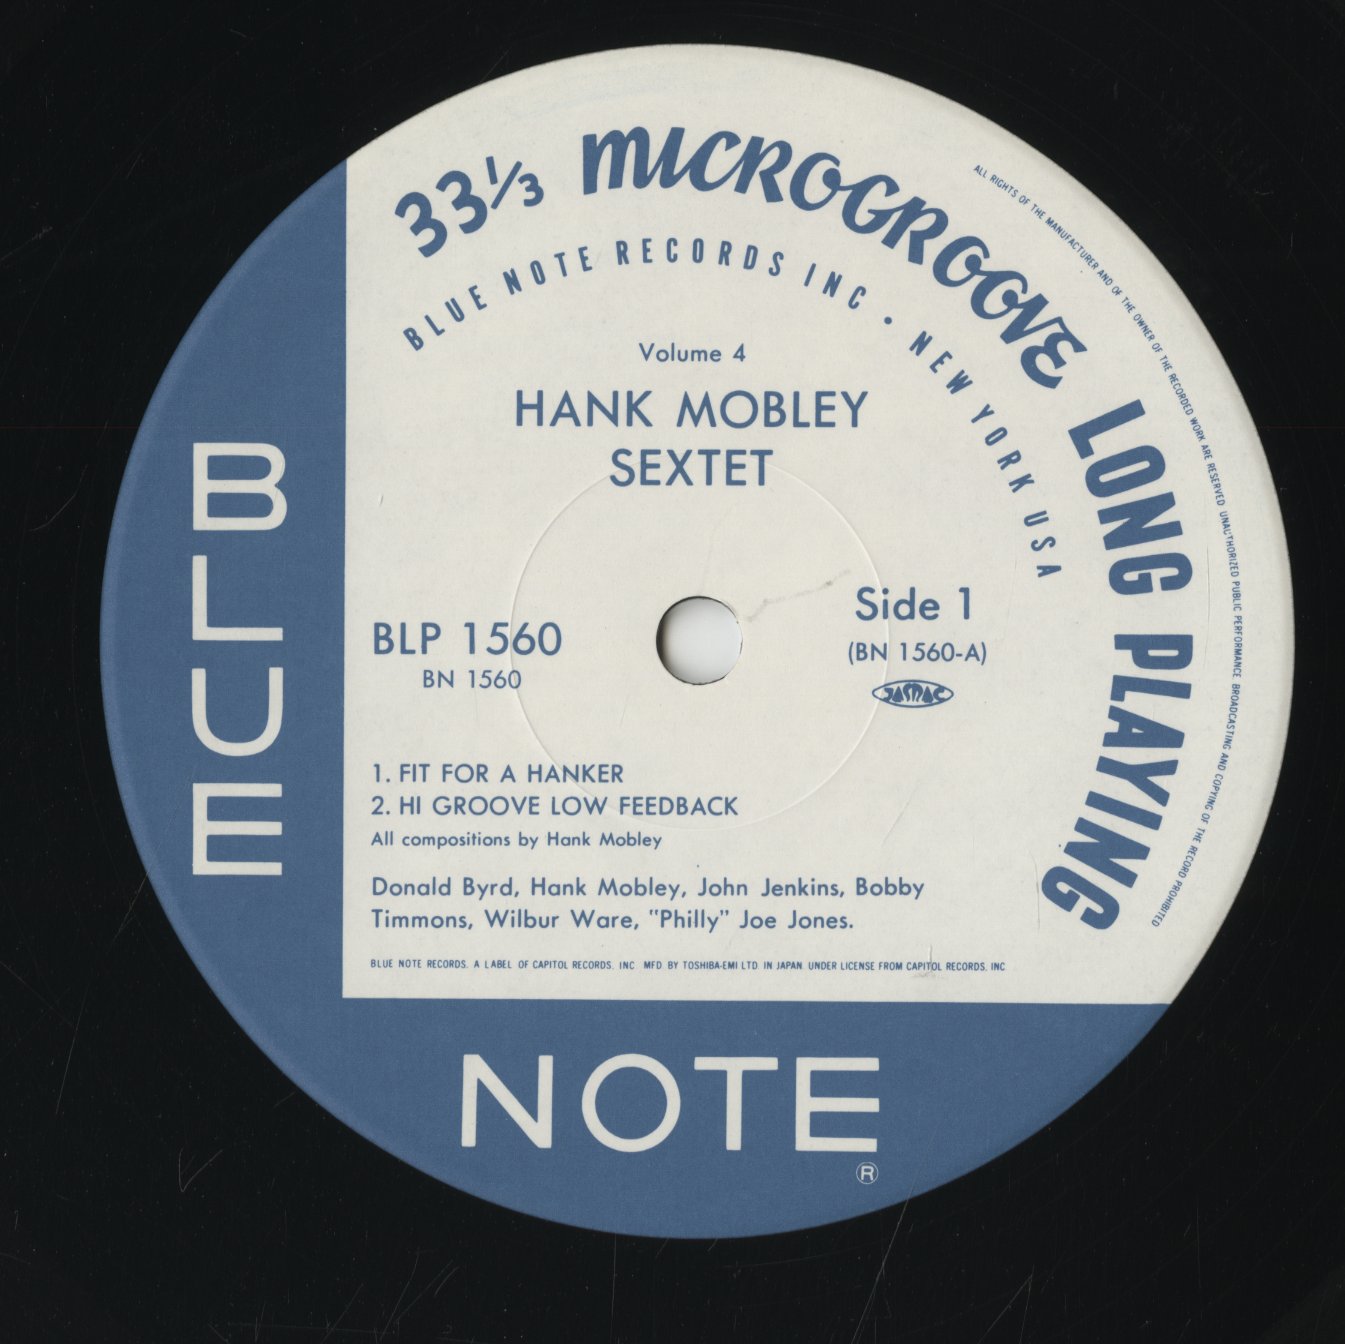 33 1/3 MICROGROOVE LONG PLAYING
ALL RIGHTS OF THE MANUFACTURER AND OF THE OWNER OF THE RECORDED WORK ARE RESERVED UNAUTHORIZED PUBLIC PERFORMANCE BROADCASTING AND COPYING OF THE RECORD PROHIBITED
BLUE NOTE RECORDS INC • NEW YORK USA
Volume 4
HANK MOBLEY
SEXTET
BLP 1560
BN 1560
Side 1
(BN 1560-A)
JASRAC
1. FIT FOR A HANKER
2. HI GROOVE LOW FEEDBACK
All compositions by Hank Mobley
Donald Byrd, Hank Mobley, John Jenkins, Bobby
Timmons, Wilbur Ware, "Philly" Joe Jones.
BLUE NOTE RECORDS. A LABEL OF CAPITOL RECORDS, INC MFD. BY TOSHIBA-EMI LTD. IN JAPAN UNDER LICENSE FROM CAPITOL RECORDS, INC
BLUE
NOTE
®